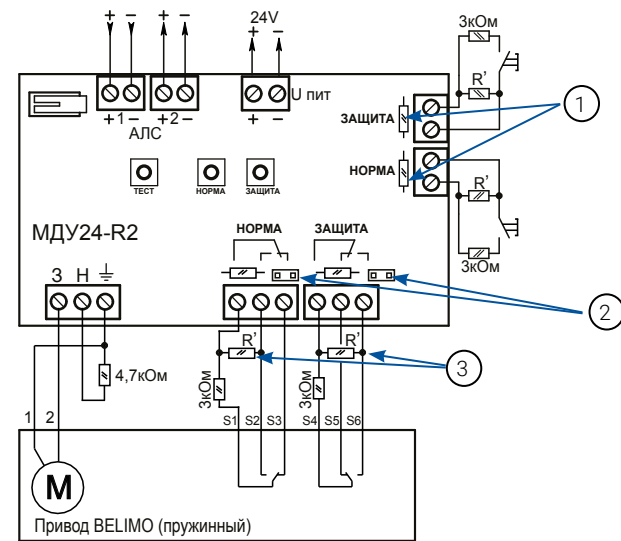 24V
3кОм
+ − + −
+ 1 − + 2 −
АЛС
U пит
+ −
ЗАЩИТА
R'
1
ТЕСТ
НОРМА
ЗАЩИТА
НОРМА
R'
3кОм
МДУ24-R2
НОРМА
ЗАЩИТА
З Н
2
R'
R'
3
4,7кОм
3кОм
3кОм
1 2
S1 S2 S3 S4 S5 S6
М
Привод BELIMO (пружинный)